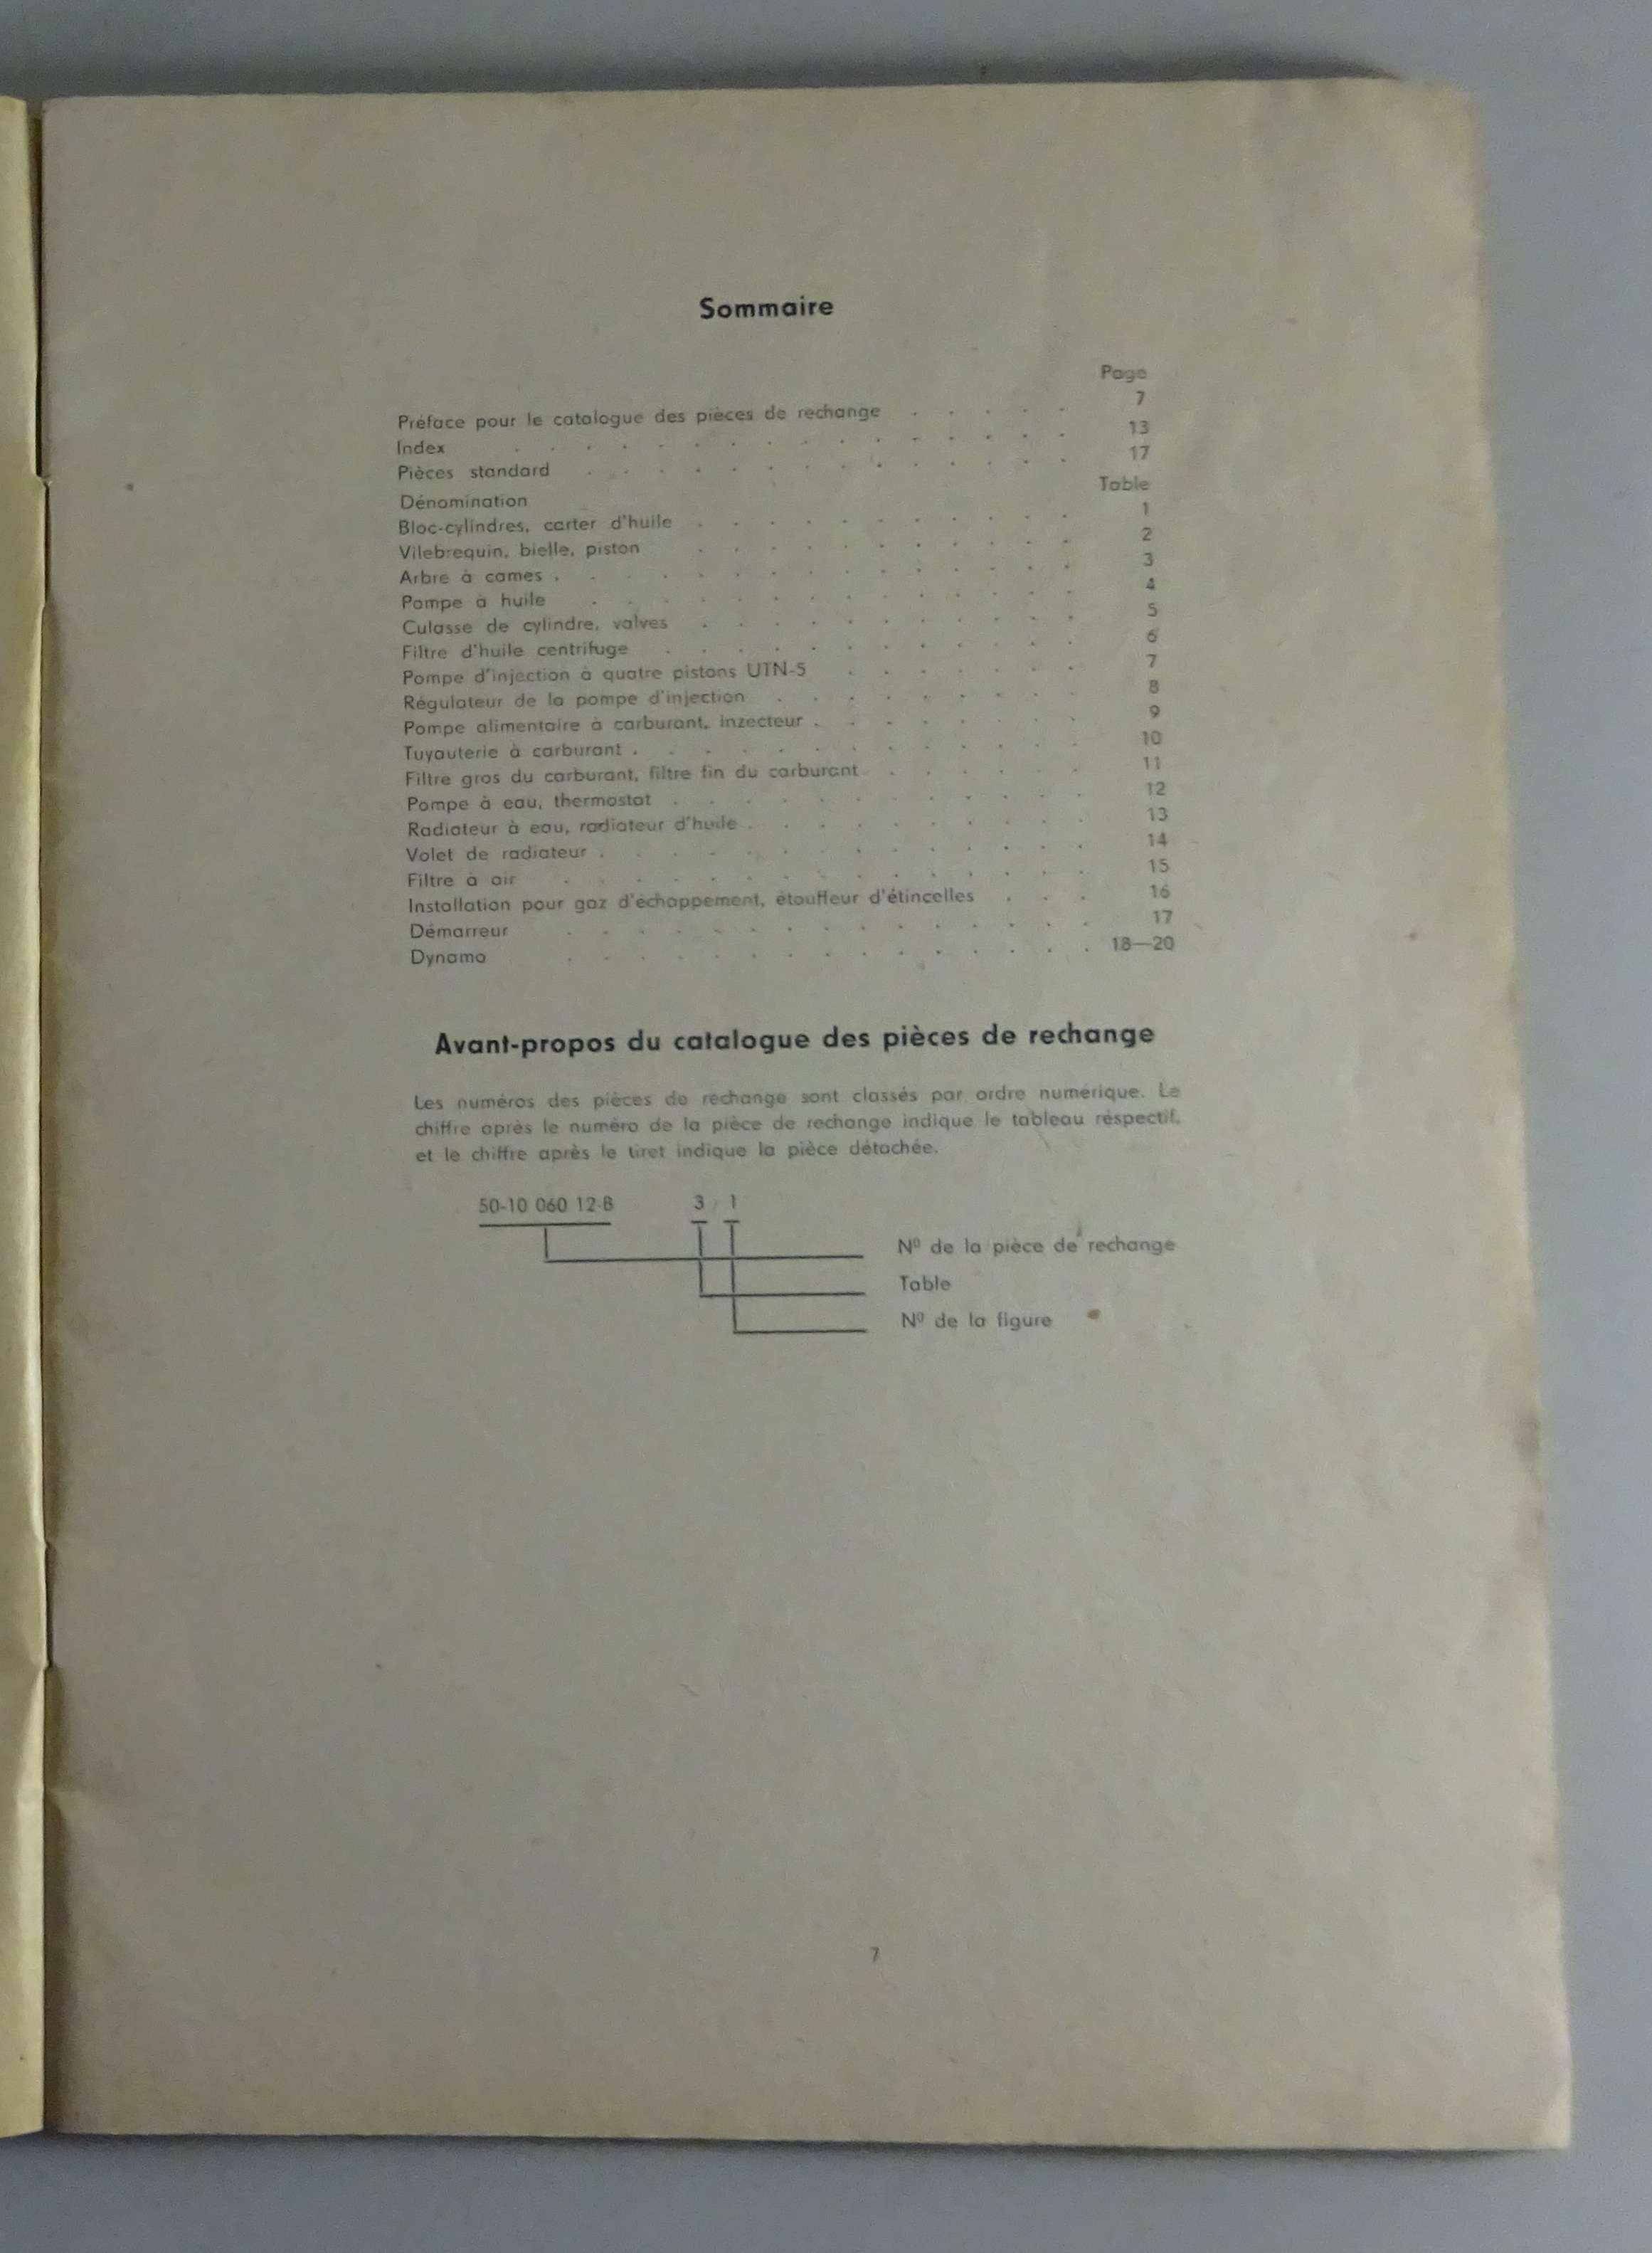 Sommaire
Page
Préface pour le catalogue des pièces de rechange . . . . . 7
Index . . . . . . . . . . . . . . . 13
Pièces standard . . . . . . . . . . . . . 17
Dénomination Table
Bloc-cylindres, carter d'huile . . . . . . . . . . . 1
Vilebrequin, bielle, piston . . . . . . . . . . . 2
Arbre à cames . . . . . . . . . . . . . . . 3
Pompe à huile . . . . . . . . . . . . . . 4
Culasse de cylindre, valves . . . . . . . . . . . 5
Filtre d'huile centrifuge . . . . . . . . . . . . 6
Pompe d'injection à quatre pistons UTN-5 . . . . . . . 7
Régulateur de la pompe d'injection . . . . . . . . . 8
Pompe alimentaire à carburant, inzecteur . . . . . . . . 9
Tuyauterie à carburant . . . . . . . . . . . . . 10
Filtre gros du carburant, filtre fin du carburant . . . . . . 11
Pompe à eau, thermostat . . . . . . . . . . . . 12
Radiateur à eau, radiateur d'huile . . . . . . . . . . 13
Volet de radiateur . . . . . . . . . . . . . . 14
Filtre à air . . . . . . . . . . . . . . . 15
Installation pour gaz d'échappement, étouffeur d'étincelles . . . 16
Démarreur . . . . . . . . . . . . . . . 17
Dynamo . . . . . . . . . . . . . . . 18—20
Avant-propos du catalogue des pièces de rechange
Les numéros des pièces de rechange sont classés par ordre numérique. Le
chiffre après le numéro de la pièce de rechange indique le tableau réspectif,
et le chiffre après le tiret indique la pièce détachée.
50-10 060 12-B 3 / 1
Nº de la pièce de rechange
Table
Nº de la figure
7